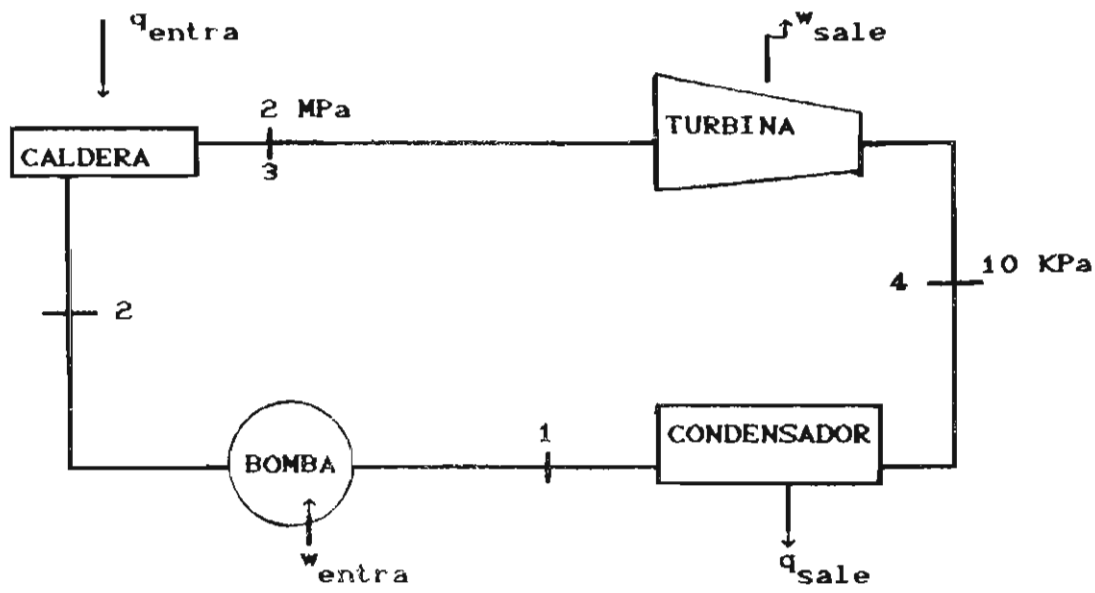 q entra
w sale
2 MPa
CALDERA
3
TURBINA
4
10 KPa
2
1
BOMBA
CONDENSADOR
w entra
q sale